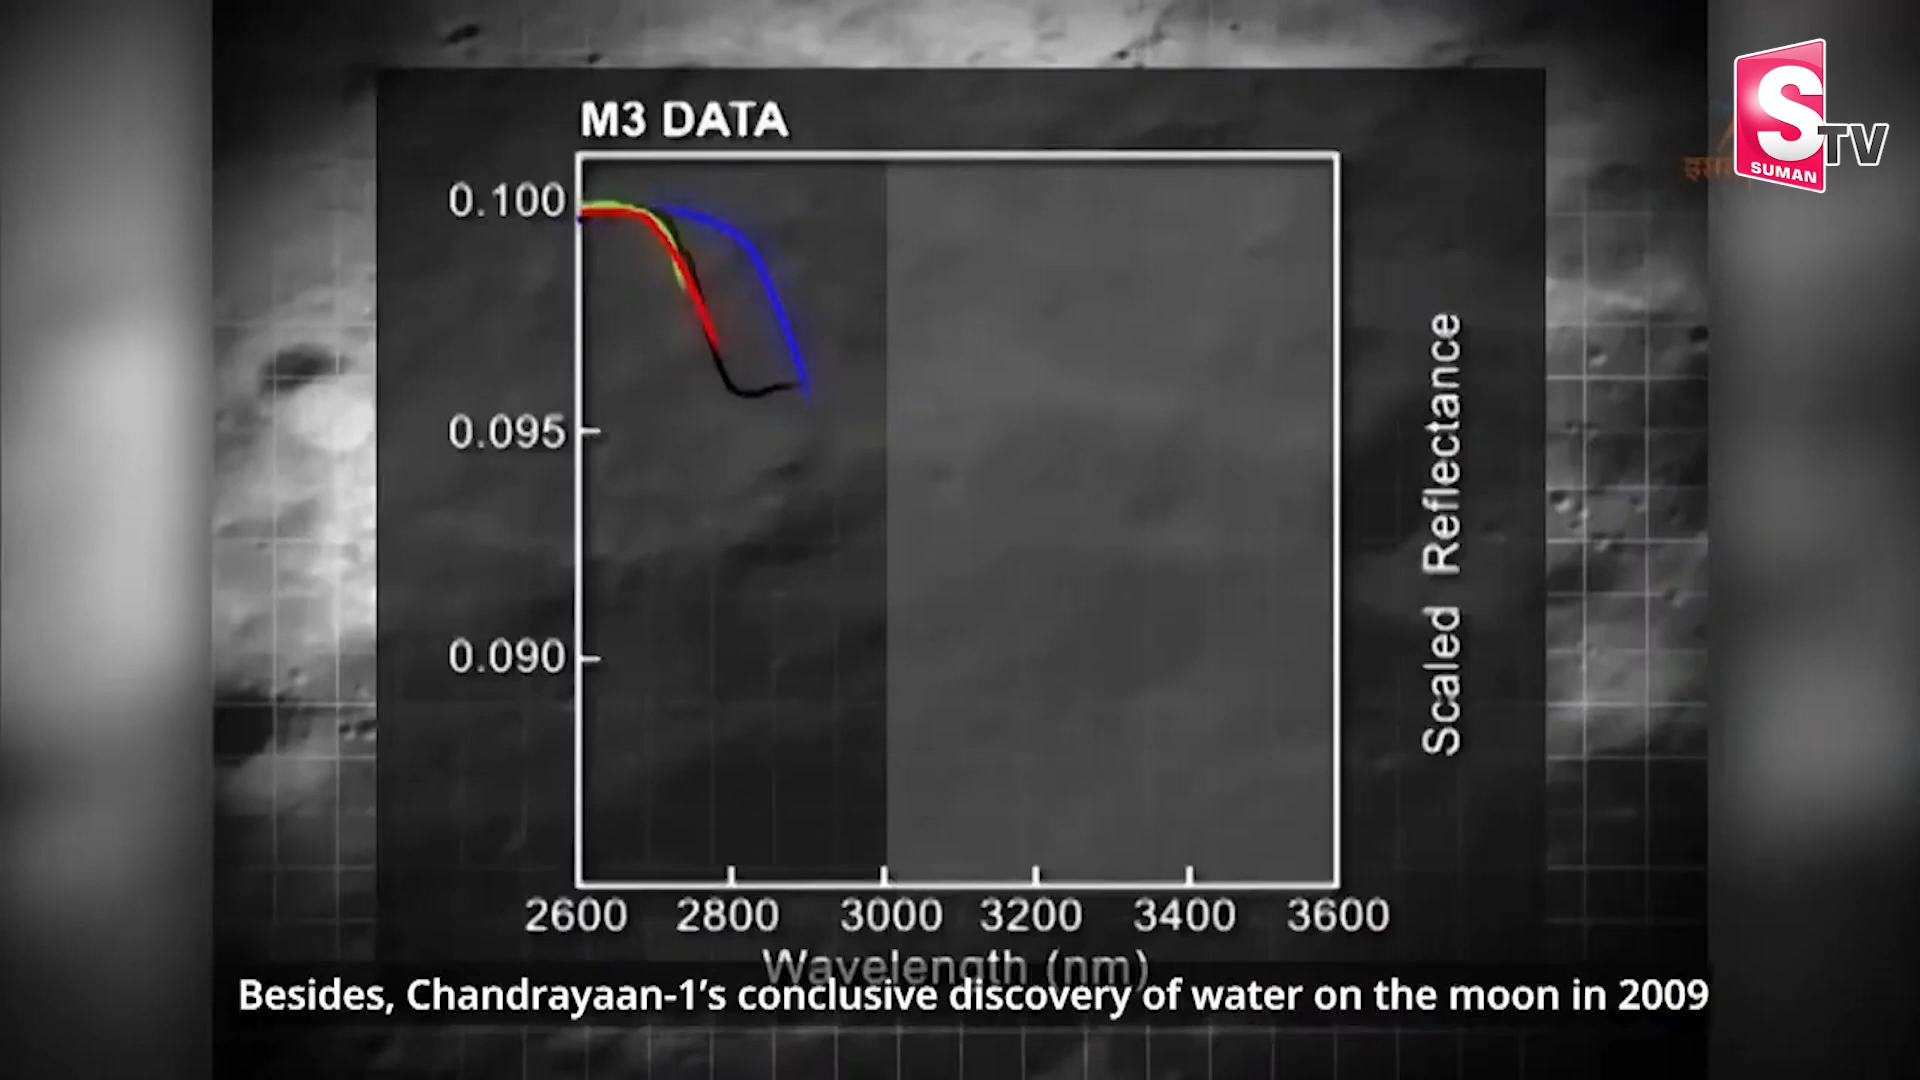 M3 DATA
0.100
0.095
0.090
2600 2800 3000 3200 3400 3600
Wavelength (nm)
Scaled Reflectance
Besides, Chandrayaan-1’s conclusive discovery of water on the moon in 2009
S TV
SUMAN